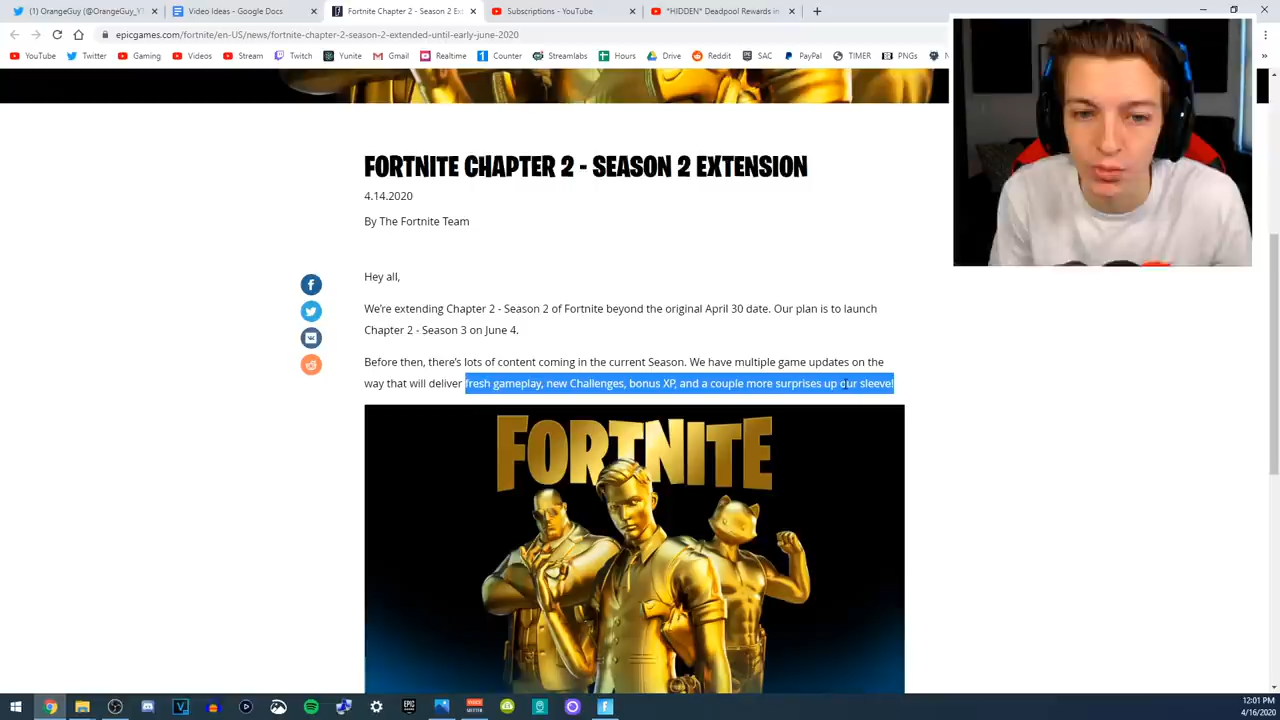 (1) OrangeGuy (@OrangeGuy_YT
Video Ideas - Google Docs
Fortnite Chapter 2 - Season 2 Ex
Subscriptions - YouTube
*HIDDEN* Deadpool Rewards in
epicgames.com/fortnite/en-US/news/fortnite-chapter-2-season-2-extended-until-early-june-2020
YouTube Twitter Gaming Videos Stream Twitch Yunite Gmail Realtime Counter Streamlabs Hours Drive Reddit SAC PayPal TIMER PNGs
FORTNITE CHAPTER 2 - SEASON 2 EXTENSION
4.14.2020
By The Fortnite Team
Hey all,
We're extending Chapter 2 - Season 2 of Fortnite beyond the original April 30 date. Our plan is to launch
Chapter 2 - Season 3 on June 4.
Before then, there's lots of content coming in the current Season. We have multiple game updates on the
way that will deliver fresh gameplay, new Challenges, bonus XP, and a couple more surprises up our sleeve!
FORTNITE
12:01 PM
4/16/2020